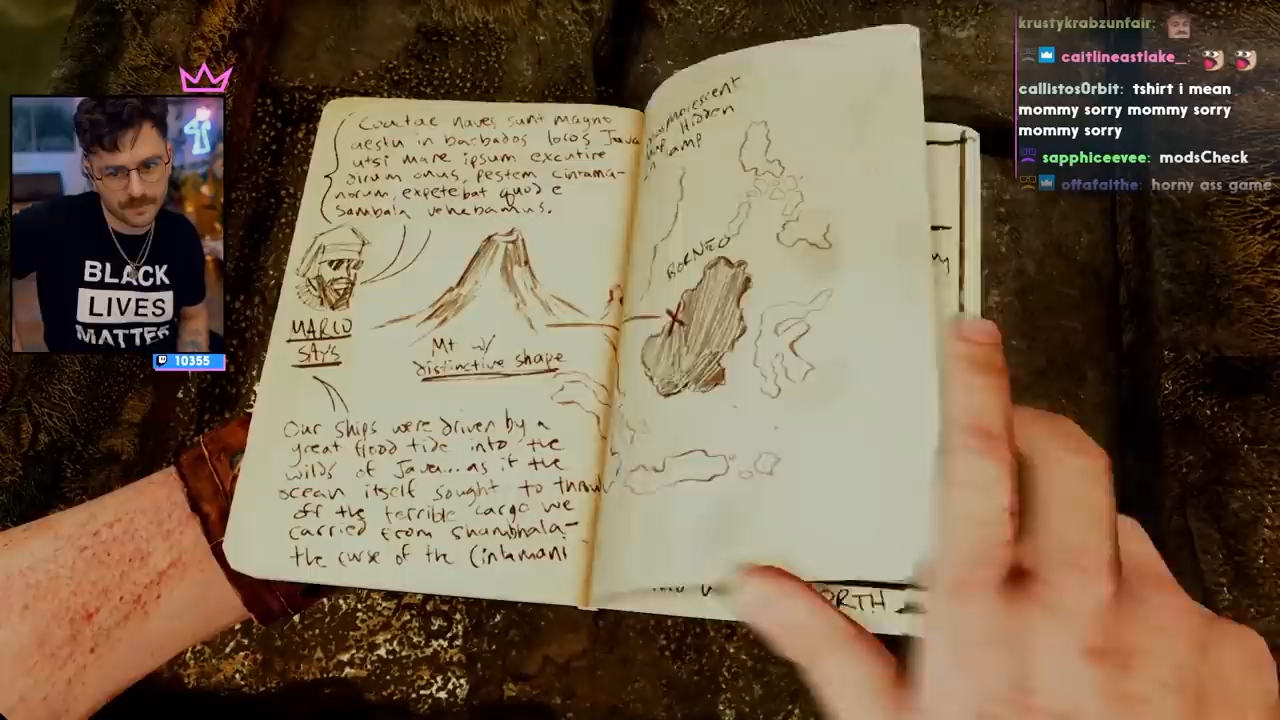 krustykrabzunfair:
caitlineastlake_:
callistos0rbit: tshirt i mean
mommy sorry mommy sorry
mommy sorry
sapphiceevee: modsCheck
offafaithe: horny ass game
BLACK
LIVES
MATTER
10355
Coactae naves sunt magno
aestu in barbados locos Java
utsi mare ipsum excutire
dirum onus, pestem cintama-
norum, expetebat quod e
Sambala vehebamus.
MARCO
SAYS
Mt w/
distinctive shape
Our ships were driven by a
great flood tide into the
wilds of Java... as if the
ocean itself sought to throw
off the terrible cargo we
carried from Shambhala-
the curse of the Cintamani
Hidden
BORNEO